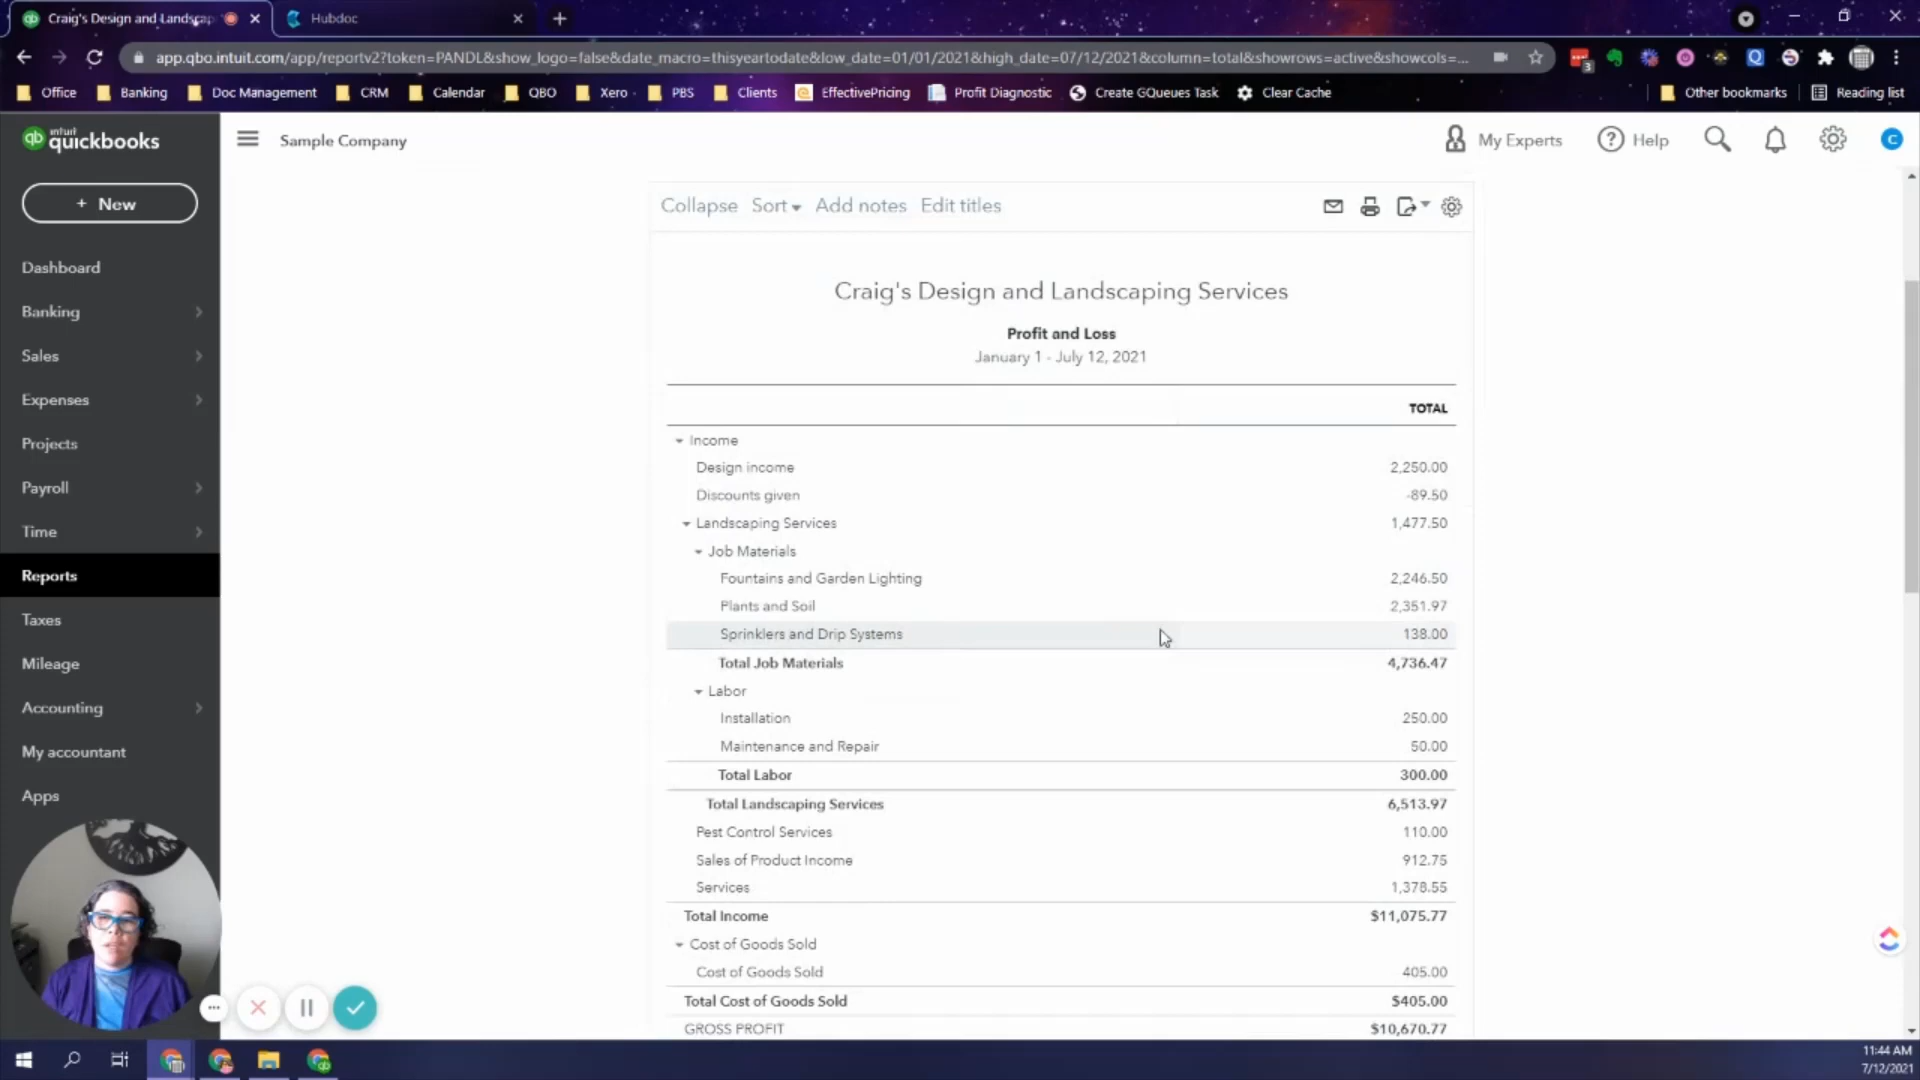 Craig's Design and Landscap
Hubdoc
app.qbo.intuit.com/app/reportv2?token=PANDL&show_logo=false&date_macro=thisyeartodate&low_date=01/01/2021&high_date=07/12/2021&column=total&showrows=active&showcols=...
3
Office Banking Doc Management CRM Calendar QBO Xero PBS Clients EffectivePricing Profit Diagnostic Create GQueues Task Clear Cache Other bookmarks Reading list
qb intuit quickbooks
Sample Company
My Experts ? Help C
+ New
Dashboard
Banking
Sales
Expenses
Projects
Payroll
Time
Reports
Taxes
Mileage
Accounting
My accountant
Apps
Collapse Sort Add notes Edit titles
Craig's Design and Landscaping Services
Profit and Loss
January 1 - July 12, 2021
TOTAL
Income
Design income 2,250.00
Discounts given -89.50
Landscaping Services 1,477.50
Job Materials
Fountains and Garden Lighting 2,246.50
Plants and Soil 2,351.97
Sprinklers and Drip Systems 138.00
Total Job Materials 4,736.47
Labor
Installation 250.00
Maintenance and Repair 50.00
Total Labor 300.00
Total Landscaping Services 6,513.97
Pest Control Services 110.00
Sales of Product Income 912.75
Services 1,378.55
Total Income $11,075.77
Cost of Goods Sold
Cost of Goods Sold 405.00
Total Cost of Goods Sold $405.00
GROSS PROFIT $10,670.77
11:44 AM
7/12/2021